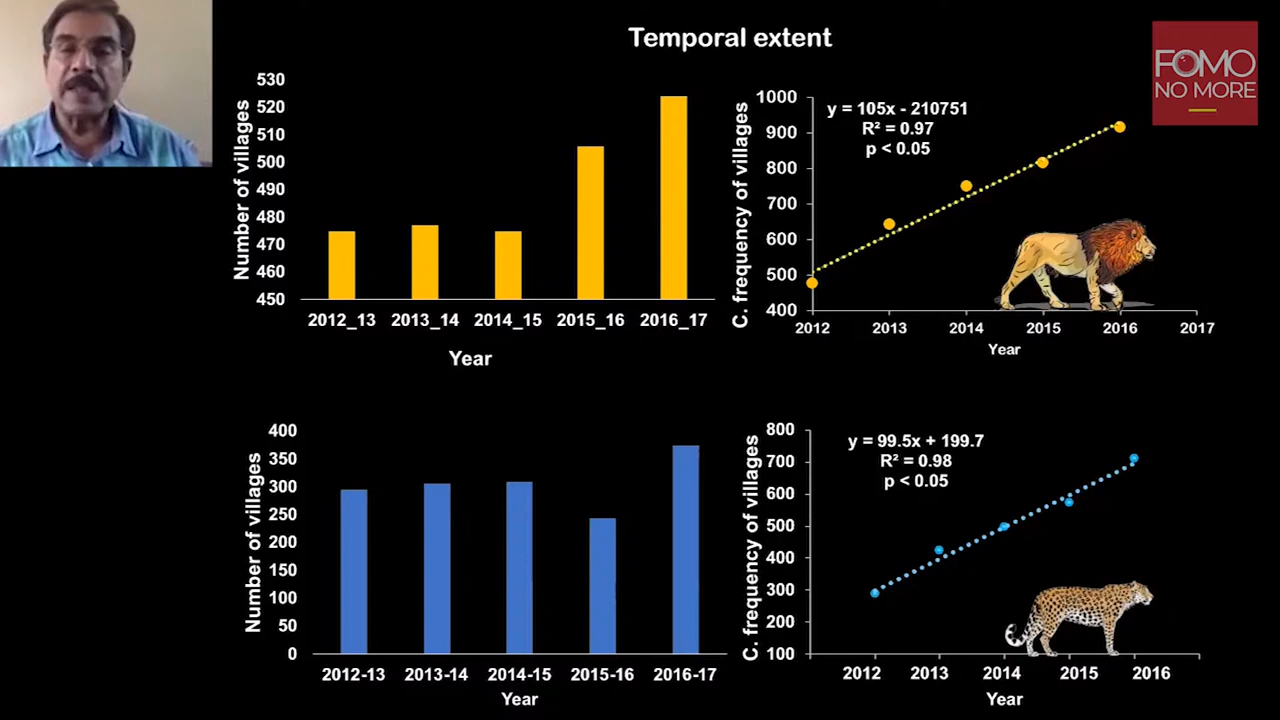 Temporal extent
FOMO
NO MORE
Number of villages
530
520
510
500
490
480
470
460
450
2012_13 2013_14 2014_15 2015_16 2016_17
Year
C. frequency of villages
1000
900
800
700
600
500
400
y = 105x - 210751
R² = 0.97
p < 0.05
2012 2013 2014 2015 2016 2017
Year
Number of villages
400
350
300
250
200
150
100
50
0
2012-13 2013-14 2014-15 2015-16 2016-17
Year
C. frequency of villages
800
700
600
500
400
300
200
100
y = 99.5x + 199.7
R² = 0.98
p < 0.05
2012 2013 2014 2015 2016
Year